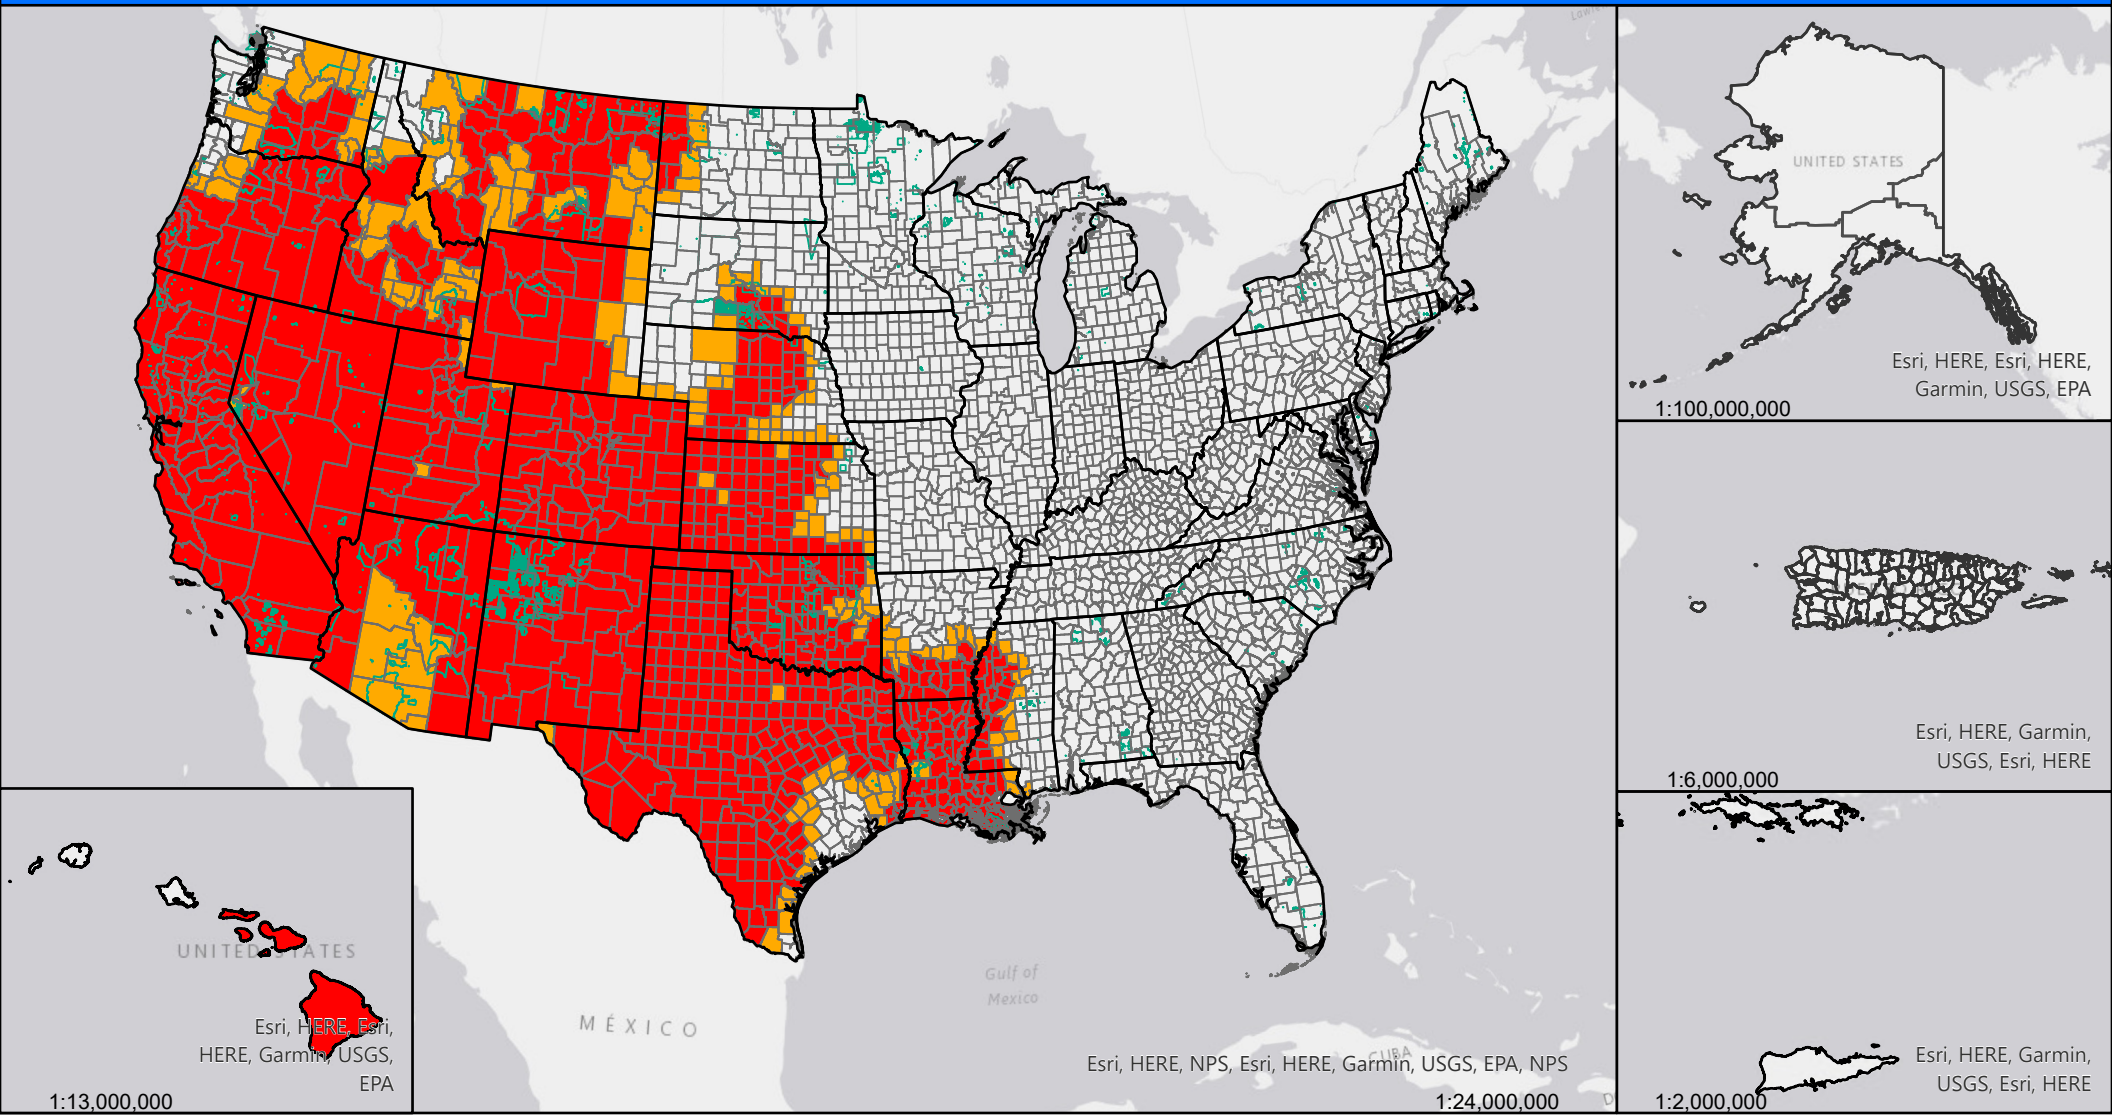 UNITED STATES
Esri, HERE, Esri, HERE,
Garmin, USGS, EPA
1:100,000,000
Esri, HERE, Garmin,
USGS, Esri, HERE
1:6,000,000
UNITED STATES
Esri, HERE, Esri,
HERE, Garmin, USGS,
EPA
1:13,000,000
Gulf of
Mexico
MÉXICO
CUBA
Esri, HERE, NPS, Esri, HERE, Garmin, USGS, EPA, NPS
1:24,000,000
Esri, HERE, Garmin,
USGS, Esri, HERE
1:2,000,000